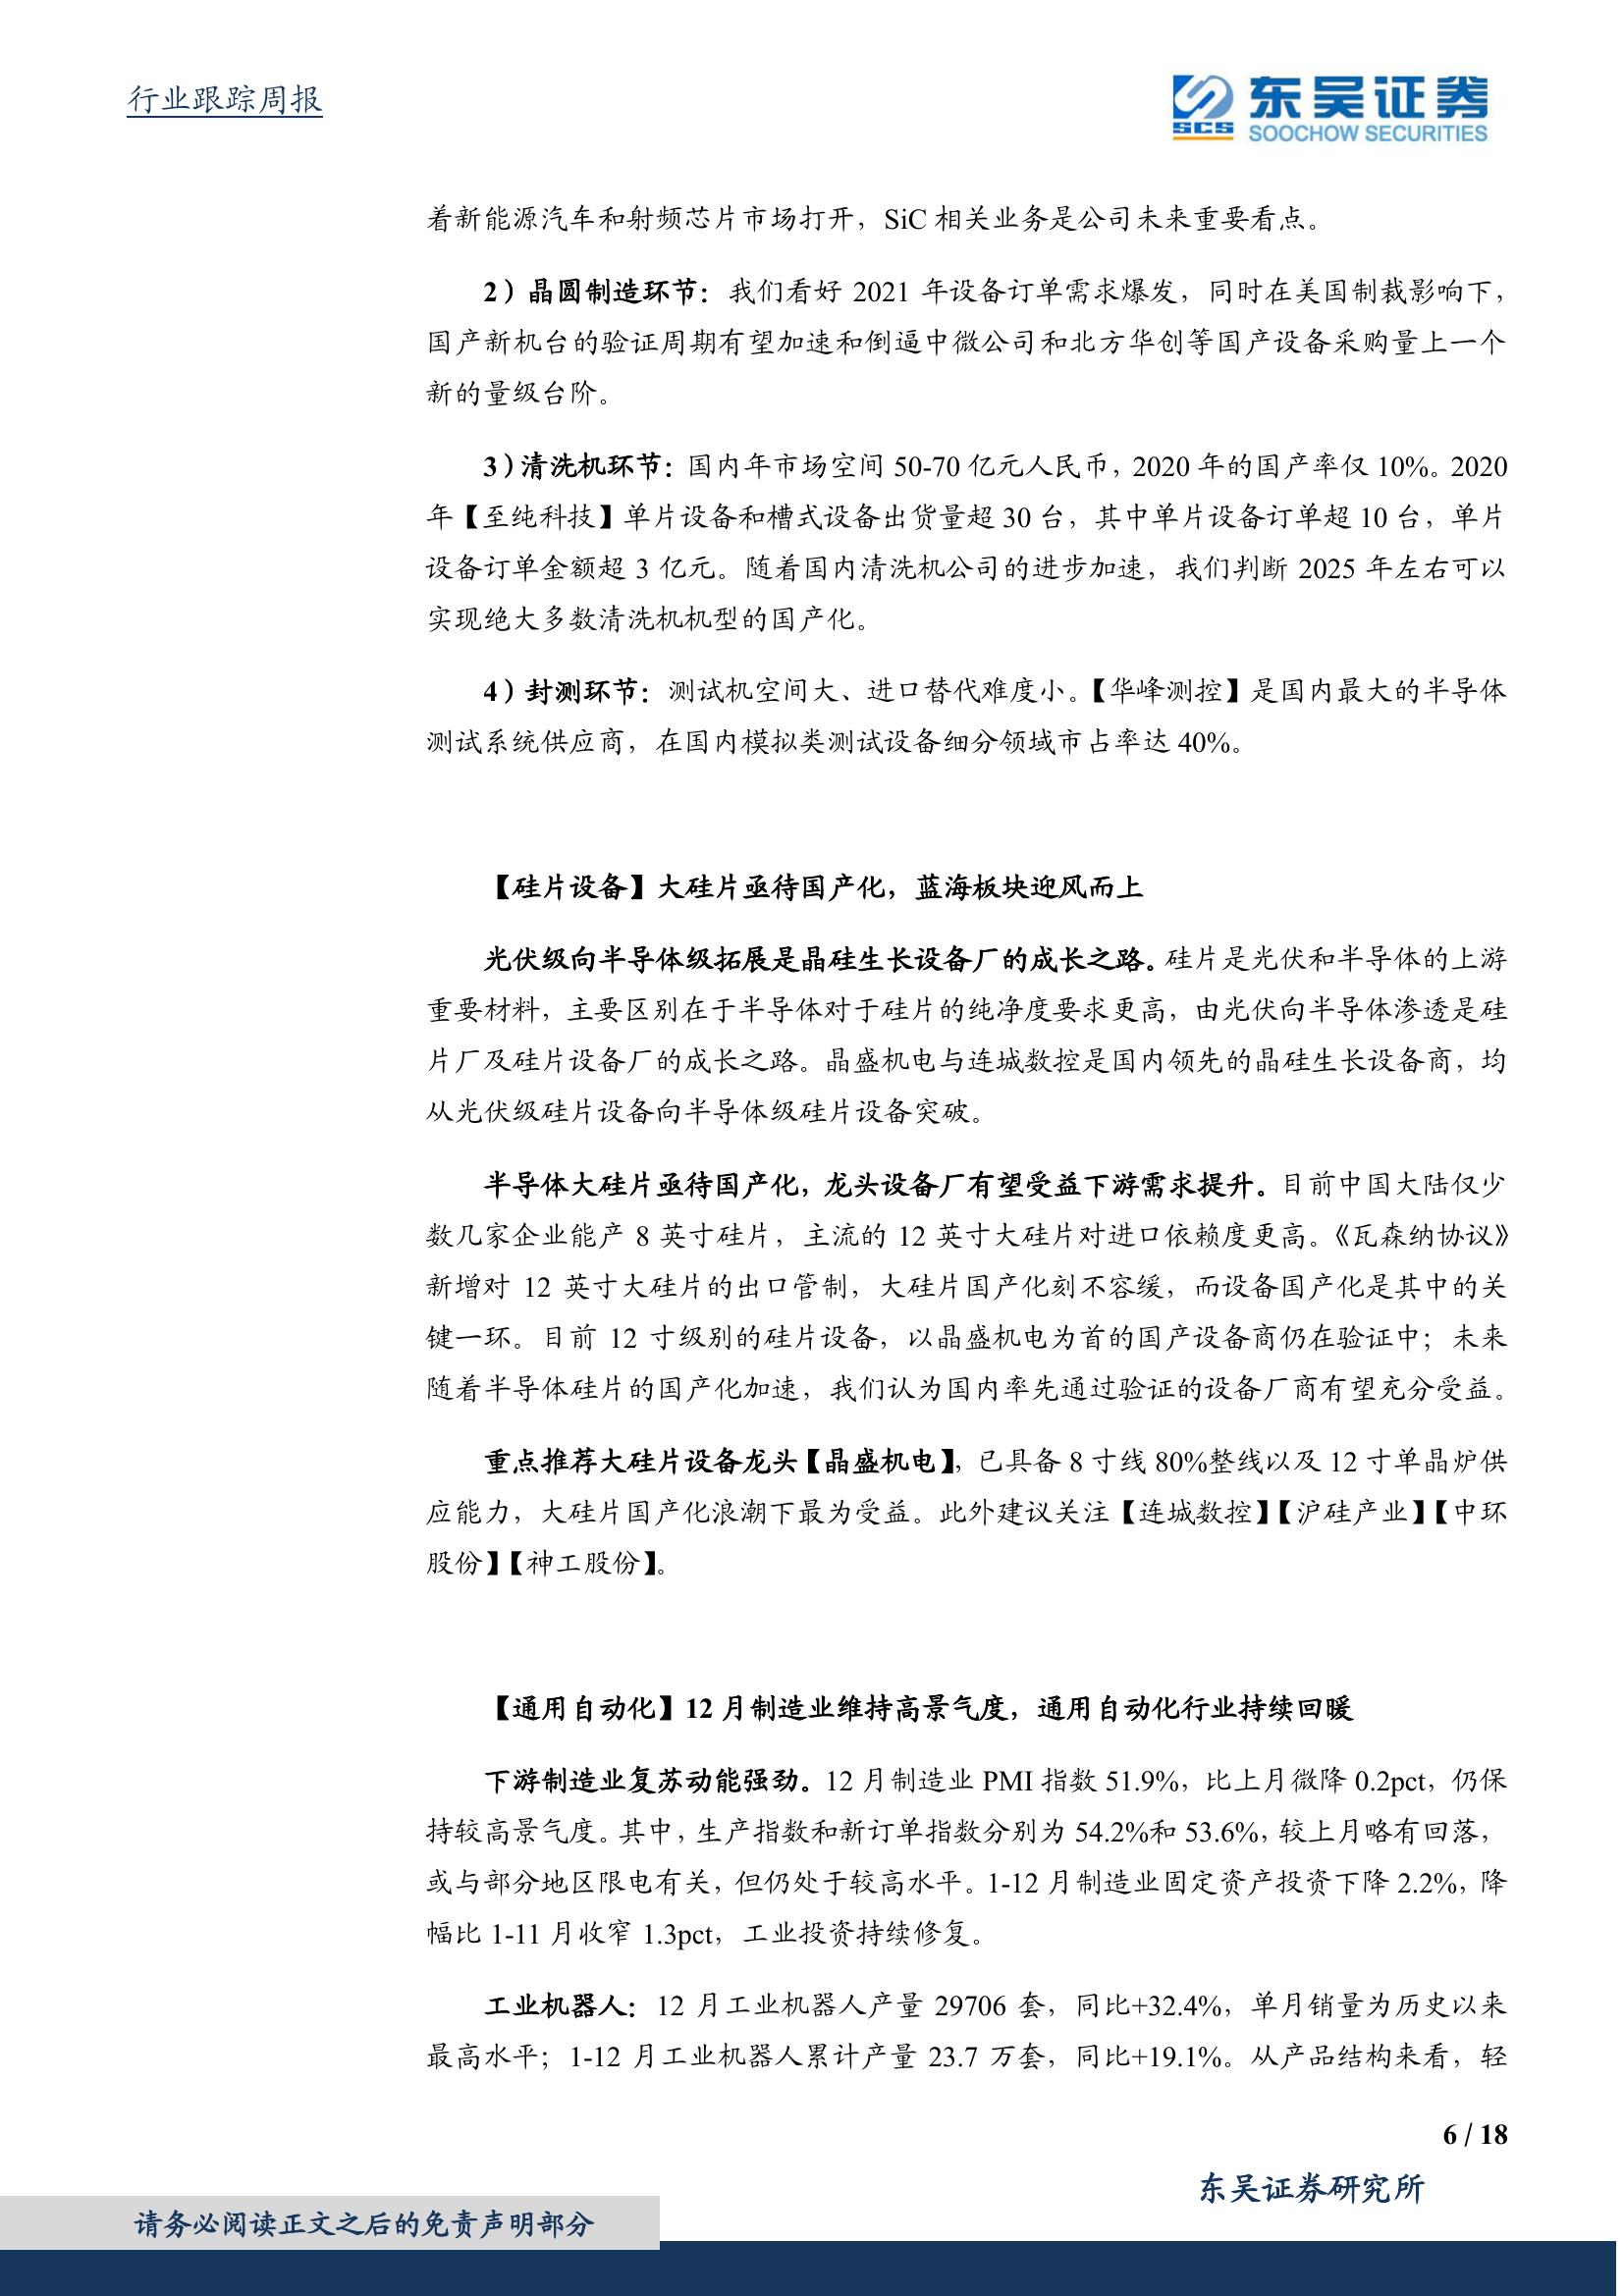 行业跟踪周报
SCS
东吴证券
SOOCHOW SECURITIES
着新能源汽车和射频芯片市场打开，SiC 相关业务是公司未来重要看点。
2）晶圆制造环节：我们看好 2021 年设备订单需求爆发，同时在美国制裁影响下，
国产新机台的验证周期有望加速和倒逼中微公司和北方华创等国产设备采购量上一个
新的量级台阶。
3）清洗机环节：国内年市场空间 50-70 亿元人民币，2020 年的国产率仅 10%。2020
年【至纯科技】单片设备和槽式设备出货量超 30 台，其中单片设备订单超 10 台，单片
设备订单金额超 3 亿元。随着国内清洗机公司的进步加速，我们判断 2025 年左右可以
实现绝大多数清洗机机型的国产化。
4）封测环节：测试机空间大、进口替代难度小。【华峰测控】是国内最大的半导体
测试系统供应商，在国内模拟类测试设备细分领域市占率达 40%。
【硅片设备】大硅片亟待国产化，蓝海板块迎风而上
光伏级向半导体级拓展是晶硅生长设备厂的成长之路。硅片是光伏和半导体的上游
重要材料，主要区别在于半导体对于硅片的纯净度要求更高，由光伏向半导体渗透是硅
片厂及硅片设备厂的成长之路。晶盛机电与连城数控是国内领先的晶硅生长设备商，均
从光伏级硅片设备向半导体级硅片设备突破。
半导体大硅片亟待国产化，龙头设备厂有望受益下游需求提升。目前中国大陆仅少
数几家企业能产 8 英寸硅片，主流的 12 英寸大硅片对进口依赖度更高。《瓦森纳协议》
新增对 12 英寸大硅片的出口管制，大硅片国产化刻不容缓，而设备国产化是其中的关
键一环。目前 12 寸级别的硅片设备，以晶盛机电为首的国产设备商仍在验证中；未来
随着半导体硅片的国产化加速，我们认为国内率先通过验证的设备厂商有望充分受益。
重点推荐大硅片设备龙头【晶盛机电】，已具备 8 寸线 80%整线以及 12 寸单晶炉供
应能力，大硅片国产化浪潮下最为受益。此外建议关注【连城数控】【沪硅产业】【中环
股份】【神工股份】。
【通用自动化】12 月制造业维持高景气度，通用自动化行业持续回暖
下游制造业复苏动能强劲。12 月制造业 PMI 指数 51.9%，比上月微降 0.2pct，仍保
持较高景气度。其中，生产指数和新订单指数分别为 54.2%和 53.6%，较上月略有回落，
或与部分地区限电有关，但仍处于较高水平。1-12 月制造业固定资产投资下降 2.2%，降
幅比 1-11 月收窄 1.3pct，工业投资持续修复。
工业机器人：12 月工业机器人产量 29706 套，同比+32.4%，单月销量为历史以来
最高水平；1-12 月工业机器人累计产量 23.7 万套，同比+19.1%。从产品结构来看，轻
6 / 18
东吴证券研究所
请务必阅读正文之后的免责声明部分